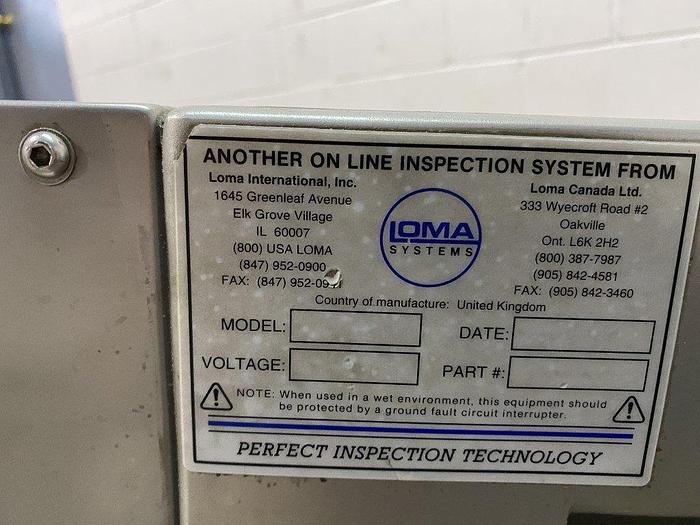 ANOTHER ON LINE INSPECTION SYSTEM FROM
Loma International, Inc.
1645 Greenleaf Avenue
Elk Grove Village
IL 60007
(800) USA LOMA
(847) 952-0900
FAX: (847)
LOMA
SYSTEMS
Loma Canada Ltd.
333 Wyecroft Road #2
Oakville
Ont. L6K 2H2
(800) 387-7987
(905) 842-4581
FAX: (905) 842-3460
Country of manufacture: United Kingdom
MODEL:
DATE:
VOLTAGE:
PART #:
NOTE: When used in a wet environment, this equipment should
be protected by a ground fault circuit interrupter.
PERFECT INSPECTION TECHNOLOGY